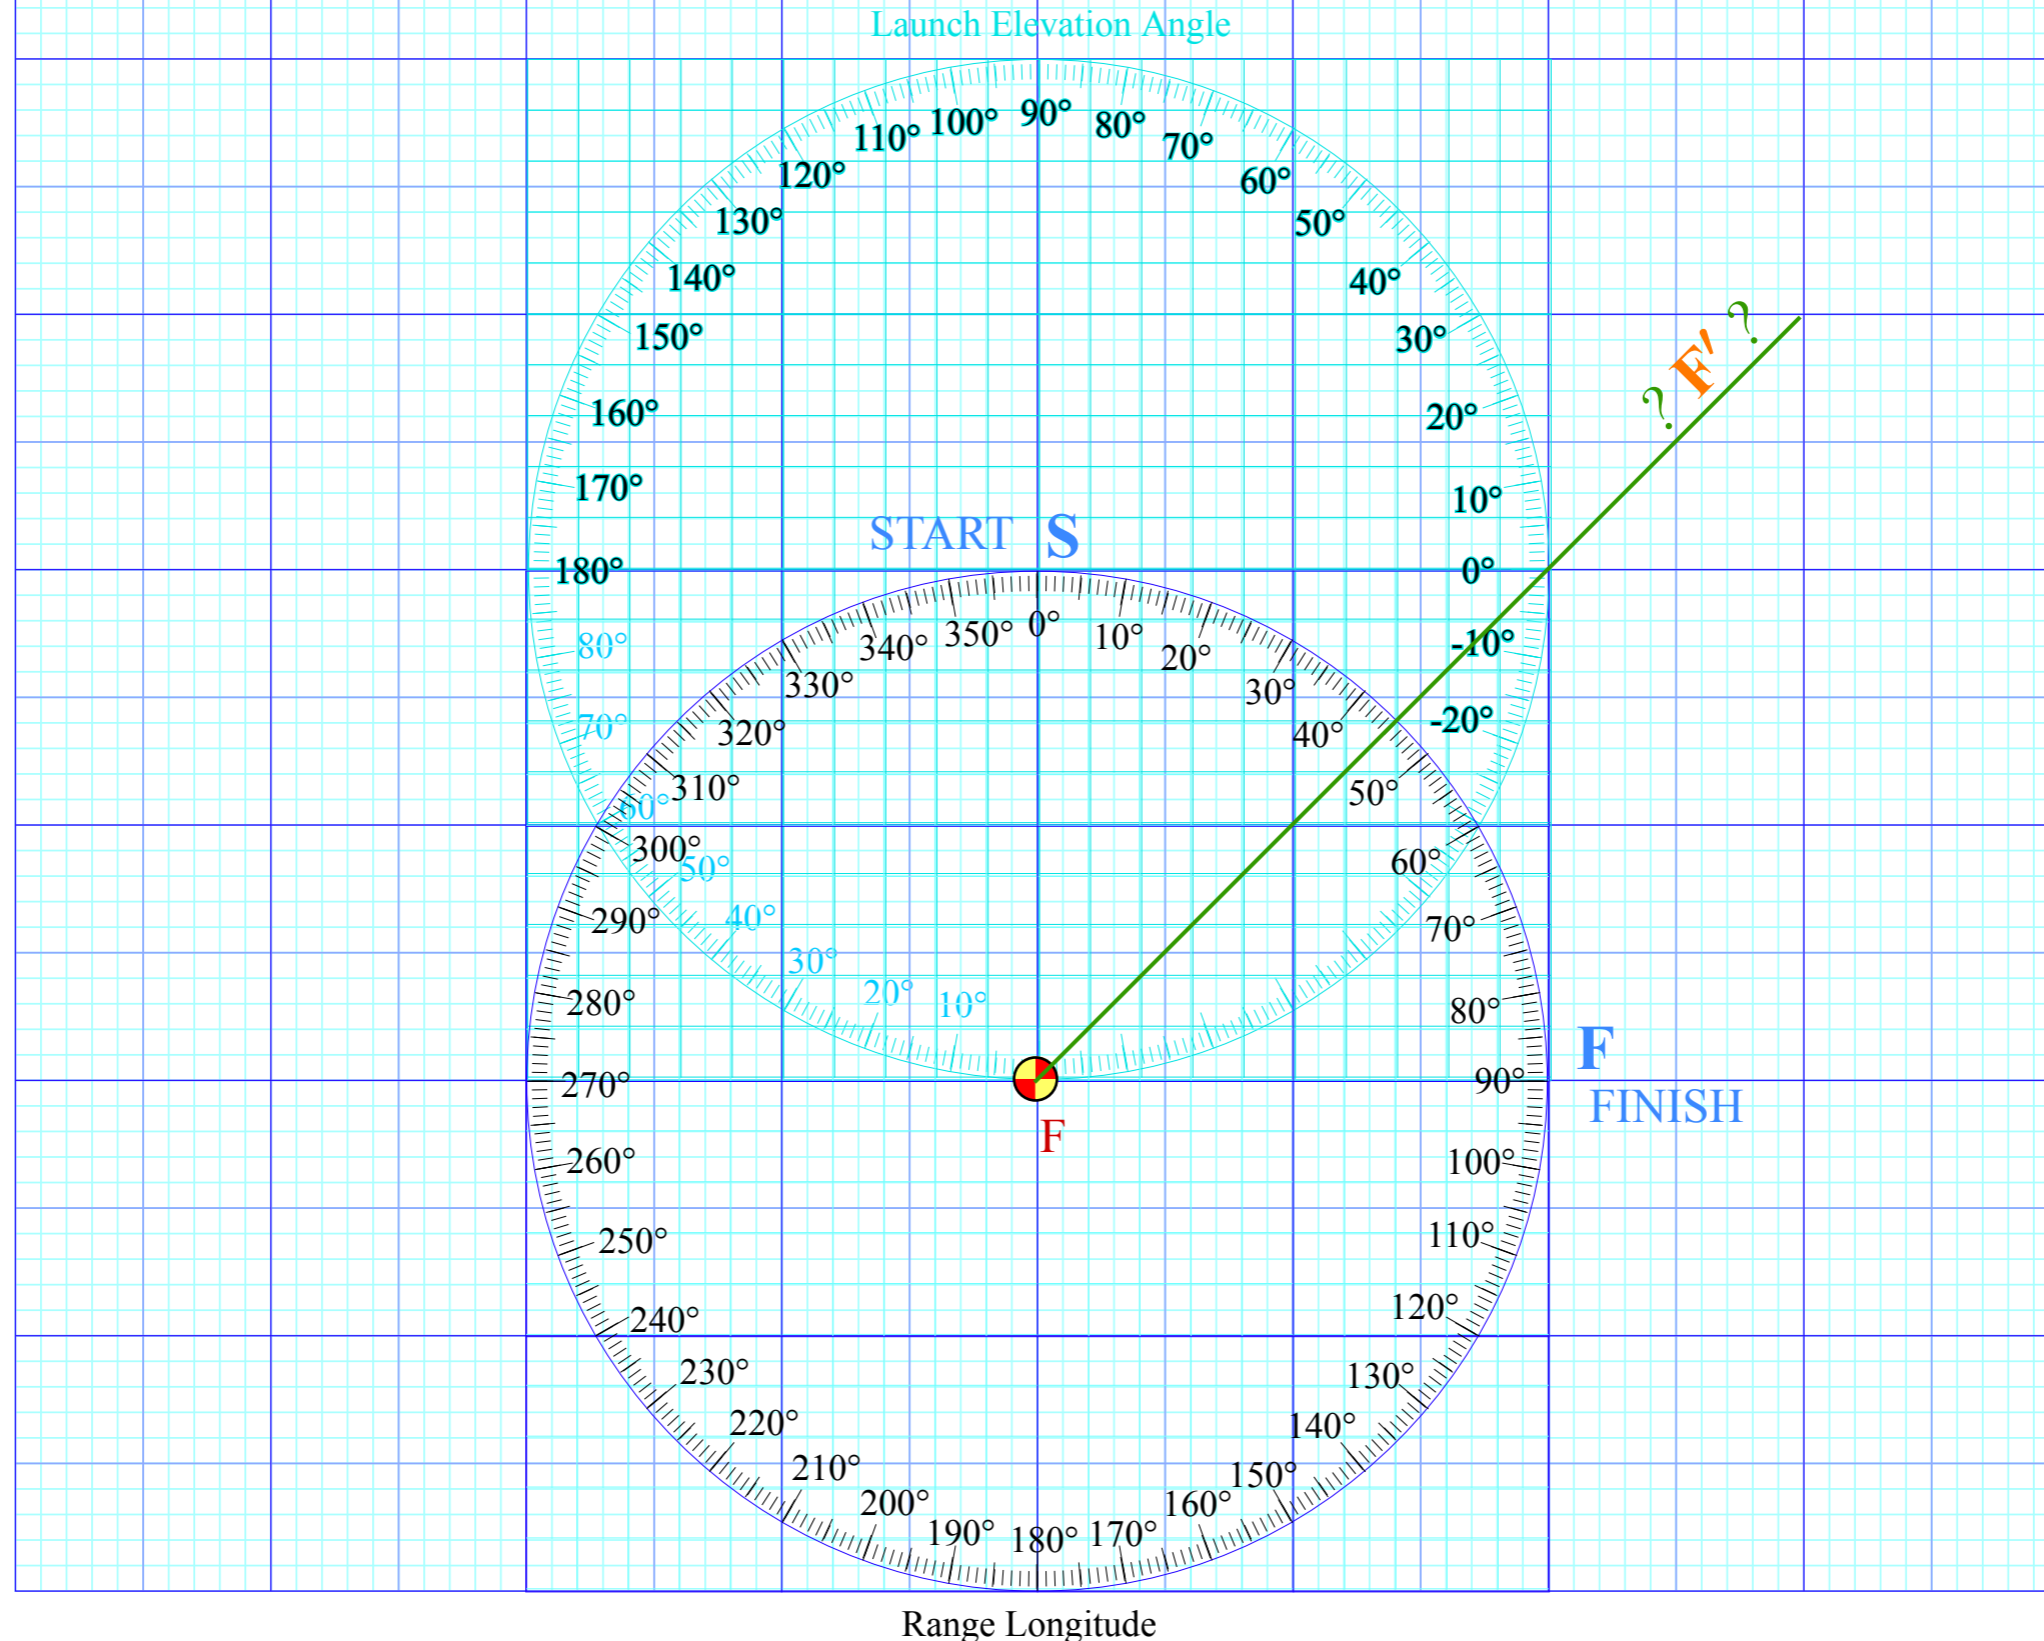 Launch Elevation Angle
110° 100° 90° 80° 70°
120° 60°
130° 50°
140° 40°
150° 30°
160° 20°
170° 10°
? F' ?
START S
180° 0°
80° 340° 350° 0° 10° 20° -10°
70° 330° 30° -20°
320° 40°
60° 310° 50°
300° 50° 60°
290° 40° 70°
30°
280° 20° 10° 80°
F
270° 90° FINISH
F
260° 100°
250° 110°
240° 120°
230° 130°
220° 140°
210° 150°
200° 160°
190° 180° 170°
Range Longitude